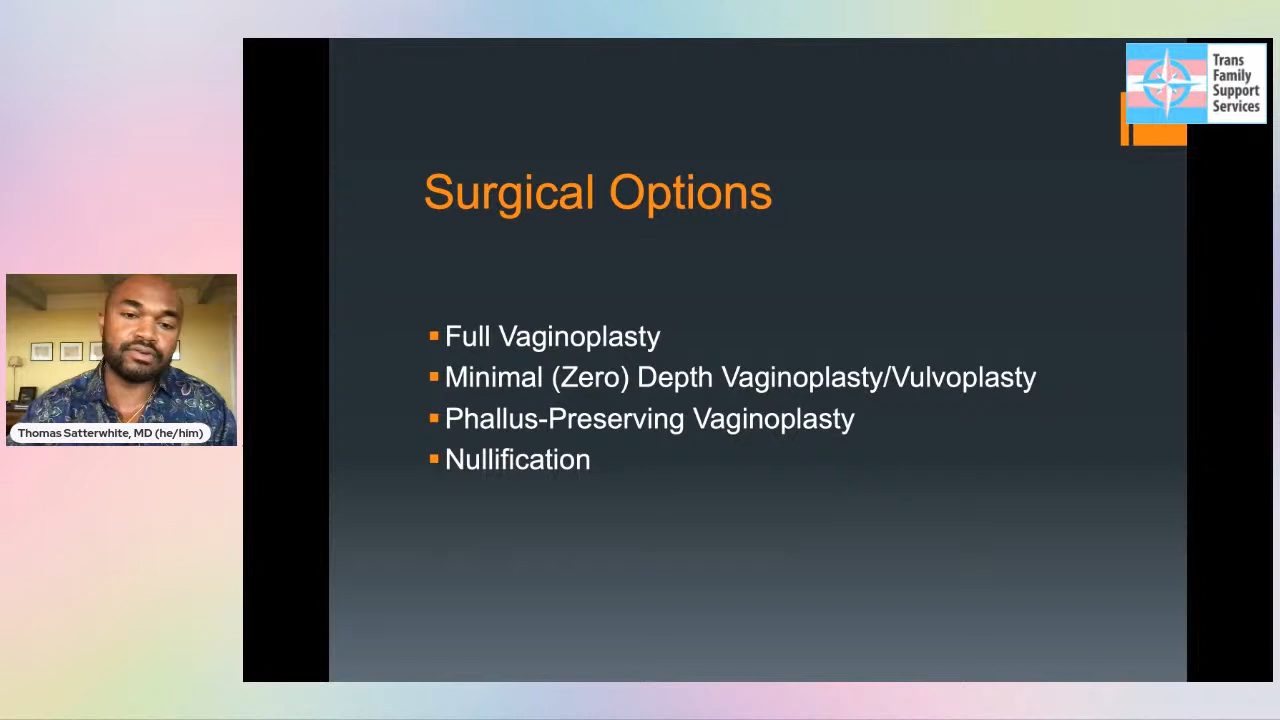 Trans
Family
Support
Services
Surgical Options
Full Vaginoplasty
Minimal (Zero) Depth Vaginoplasty/Vulvoplasty
Phallus-Preserving Vaginoplasty
Nullification
Thomas Satterwhite, MD (he/him)